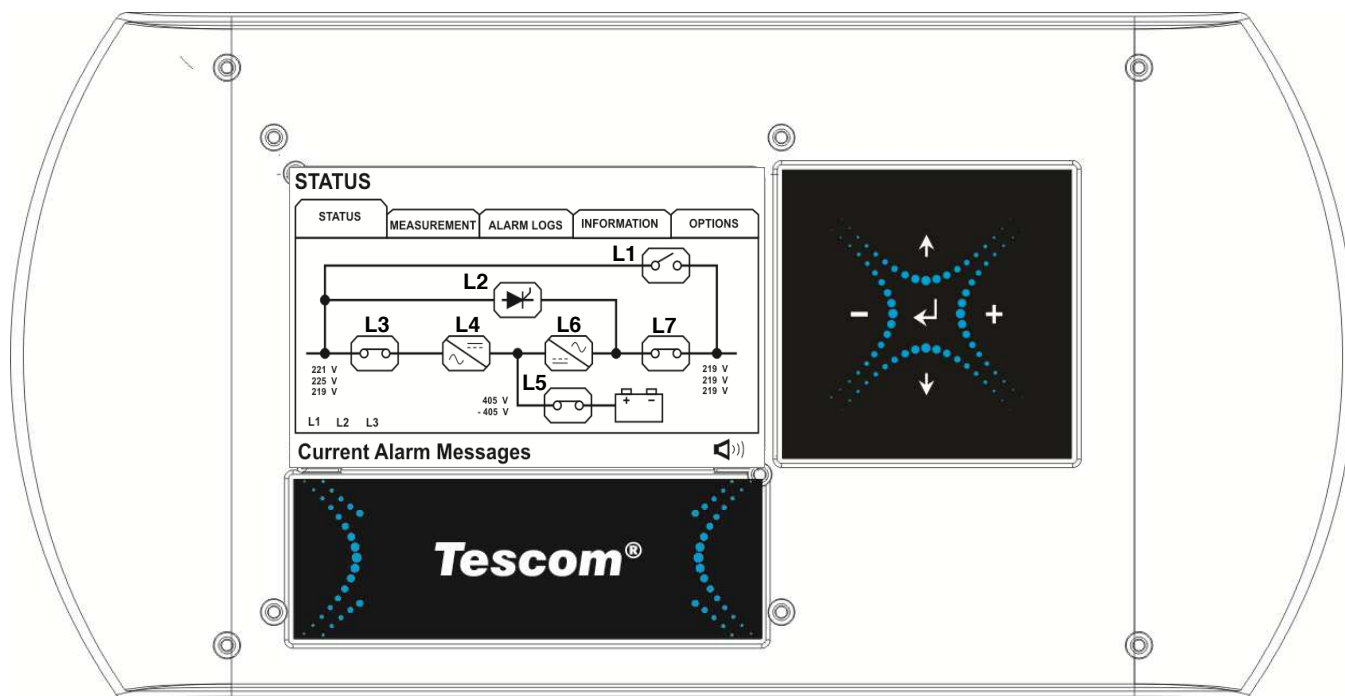 STATUS
STATUS MEASUREMENT ALARM LOGS INFORMATION OPTIONS
L1
L2
L3 L4 L6 L7
L5
221 V
225 V
219 V
219 V
219 V
219 V
405 V
- 405 V
+ -
L1 L2 L3
Current Alarm Messages
- +
Tescom®